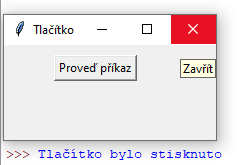 Tlačítko
Proveď příkaz
Zavřít
>>> Tlačítko bylo stisknuto